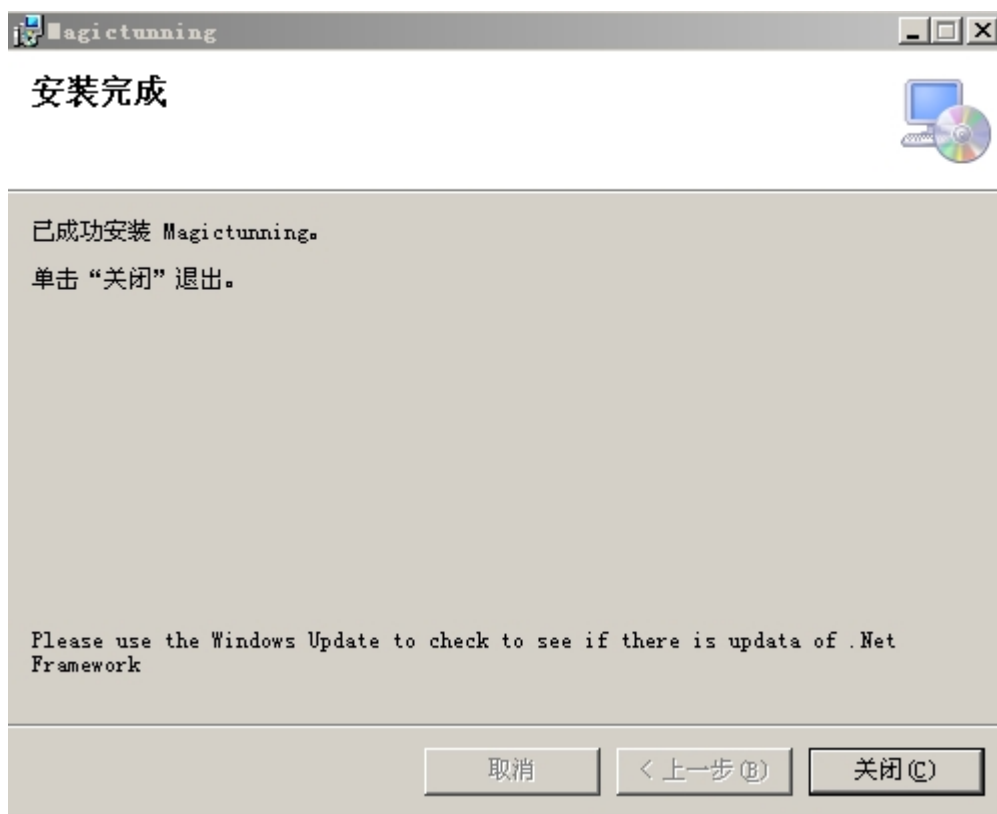 Magictunning
安装完成
已成功安装 Magictunning。
单击“关闭”退出。
Please use the Windows Update to check to see if there is updata of .Net
Framework
取消
< 上一步(B)
关闭(C)